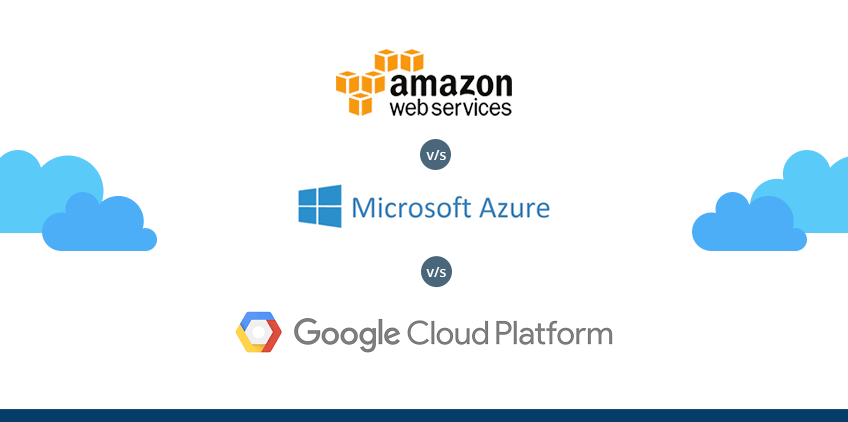 amazon
web services
v/s
Microsoft Azure
v/s
Google Cloud Platform